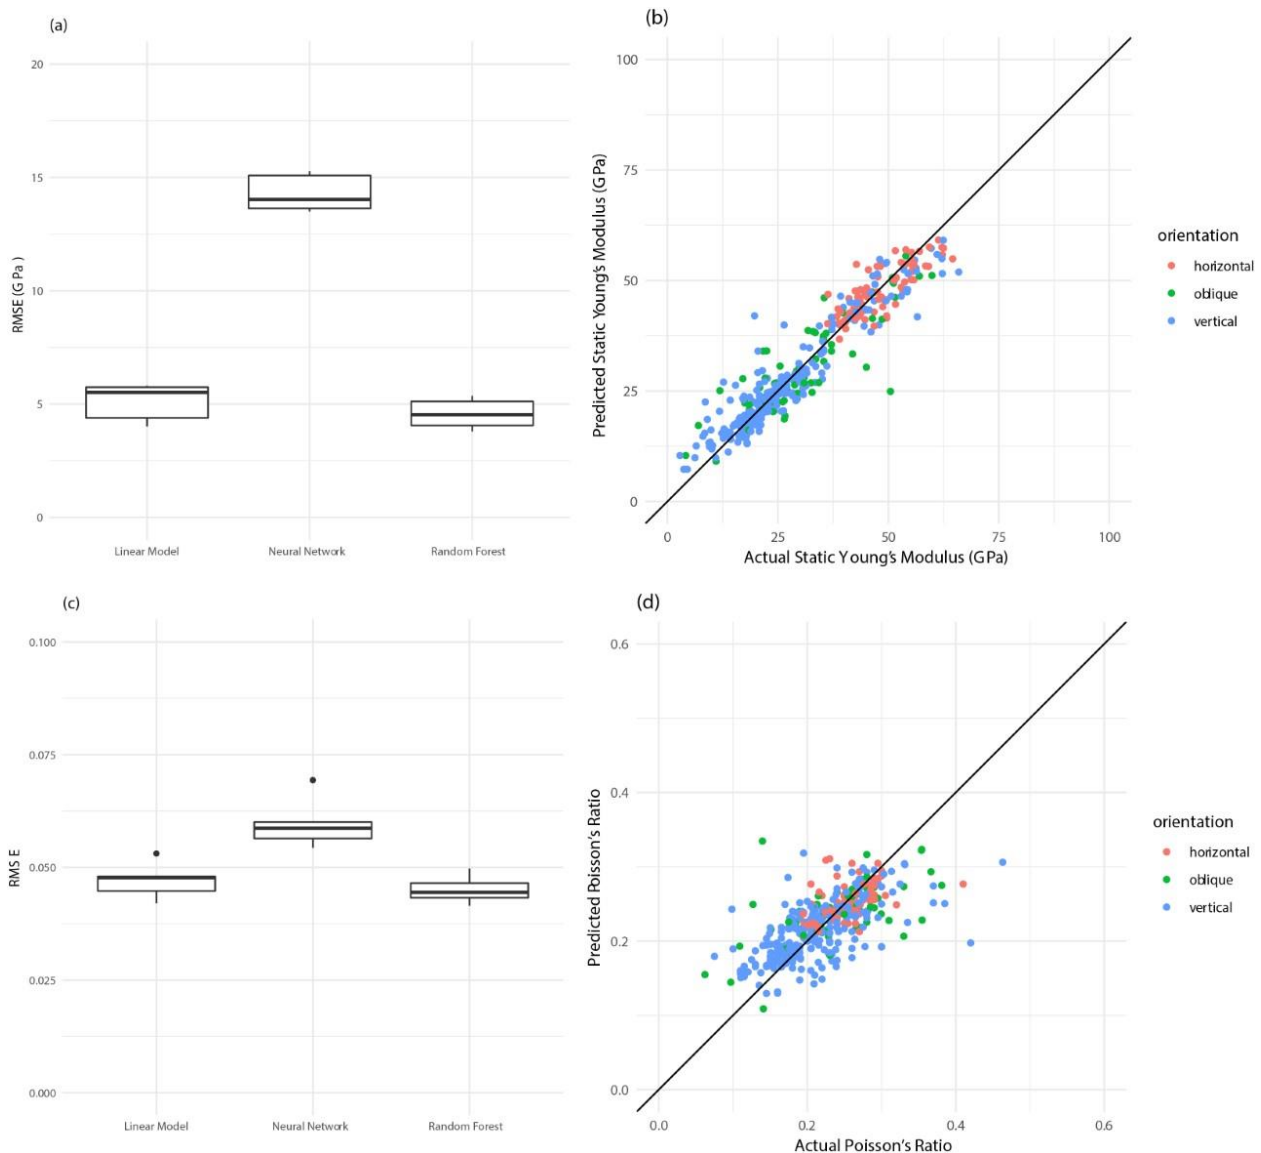 (a)
20
15
10
5
0
RMSE (G Pa )
Linear Model Neural Network Random Forest
(b)
100
75
50
25
0
Predicted Static Young's Modulus (GPa)
0 25 50 75 100
Actual Static Young's Modulus (GPa)
orientation
horizontal
oblique
vertical
(c)
0.100
0.075
0.050
0.025
0.000
RMS E
Linear Model Neural Network Random Forest
(d)
0.6
0.4
0.2
0.0
Predicted Poisson's Ratio
0.0 0.2 0.4 0.6
Actual Poisson's Ratio
orientation
horizontal
oblique
vertical